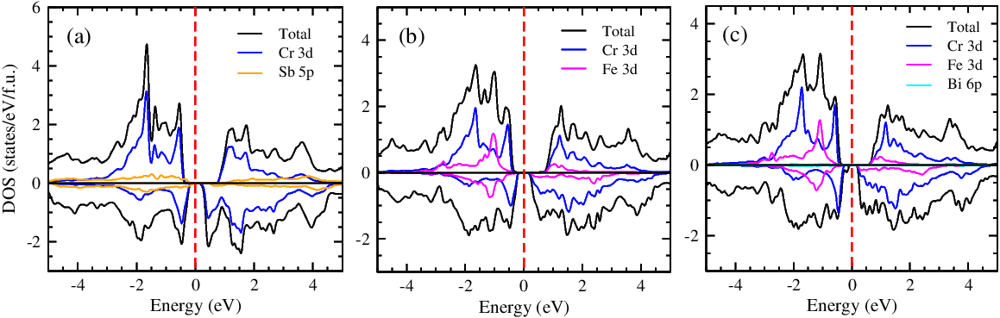 (a)
Total
Cr 3d
Sb 5p
6
4
2
0
-2
DOS (states/eV/f.u.)
-4
-2
0
2
4
Energy (eV)
(b)
Total
Cr 3d
Fe 3d
4
2
0
-2
-4
-2
0
2
4
Energy (eV)
(c)
Total
Cr 3d
Fe 3d
Bi 6p
4
2
0
-2
-4
-2
0
2
4
Energy (eV)